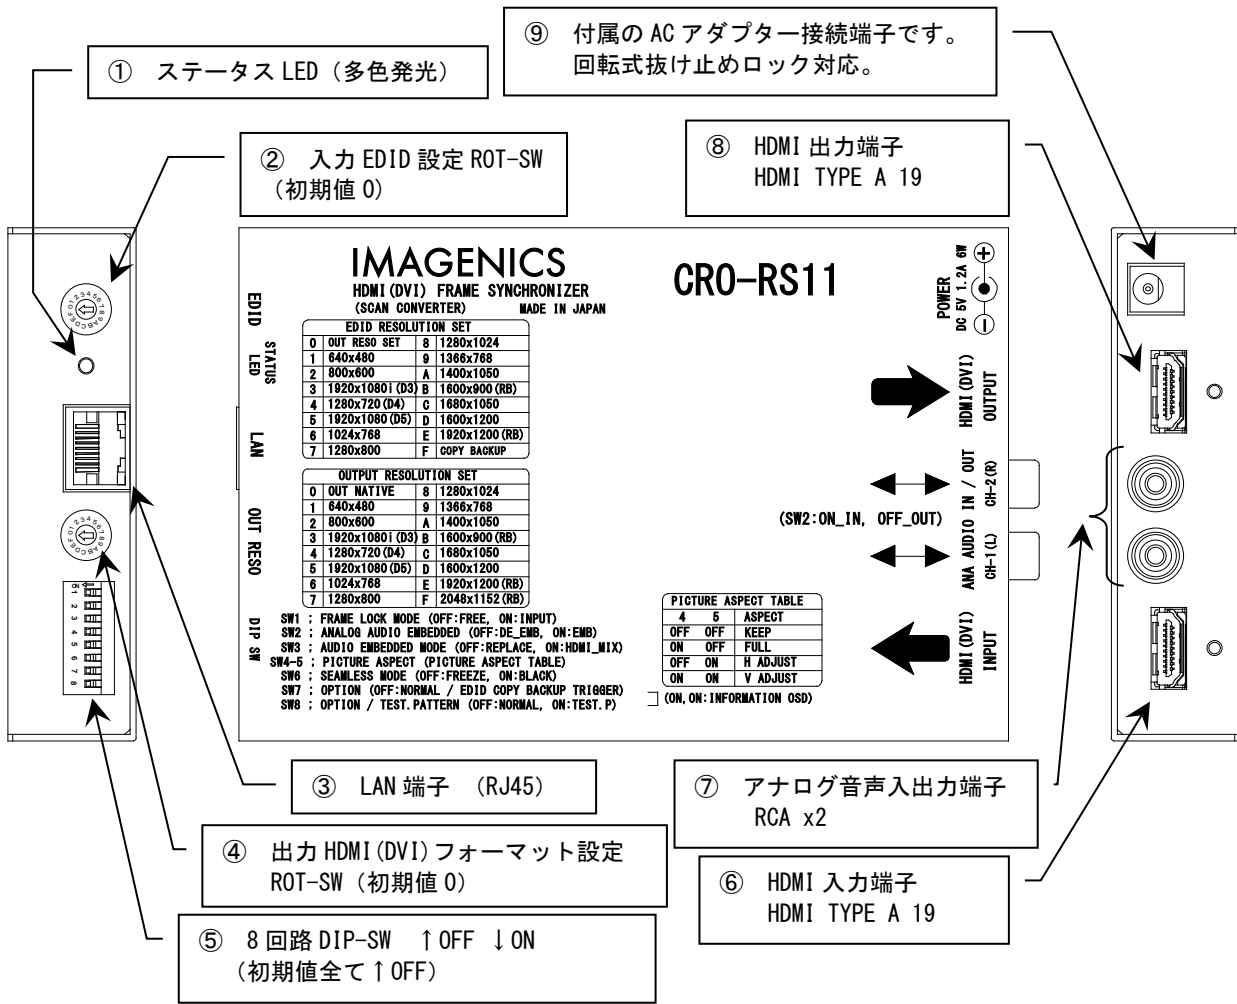 ⑨ 付属の AC アダプター接続端子です。
回転式抜け止めロック対応。
① ステータス LED（多色発光）
② 入力 EDID 設定 ROT-SW
（初期値 0）
⑧ HDMI 出力端子
HDMI TYPE A 19
IMAGENICS
HDMI(DVI) FRAME SYNCHRONIZER
(SCAN CONVERTER) MADE IN JAPAN
CRO-RS11
POWER
DC 5V 1.2A 6W
EDID
STATUS
LED
LAN
OUT RESO
DIP SW
EDID RESOLUTION SET
0 OUT RESO SET 8 1280x1024
1 640x480 9 1366x768
2 800x600 A 1400x1050
3 1920x1080i(D3) B 1600x900(RB)
4 1280x720(D4) C 1680x1050
5 1920x1080(D5) D 1600x1200
6 1024x768 E 1920x1200(RB)
7 1280x800 F COPY BACKUP
OUTPUT RESOLUTION SET
0 OUT NATIVE 8 1280x1024
1 640x480 9 1366x768
2 800x600 A 1400x1050
3 1920x1080i(D3) B 1600x900(RB)
4 1280x720(D4) C 1680x1050
5 1920x1080(D5) D 1600x1200
6 1024x768 E 1920x1200(RB)
7 1280x800 F 2048x1152(RB)
HDMI(DVI)
OUTPUT
ANA AUDIO IN / OUT
CH-2(R)
CH-1(L)
(SW2:ON_IN, OFF_OUT)
HDMI(DVI)
INPUT
SW1 ; FRAME LOCK MODE (OFF:FREE, ON:INPUT)
SW2 ; ANALOG AUDIO EMBEDDED (OFF:DE_EMB, ON:EMB)
SW3 ; AUDIO EMBEDDED MODE (OFF:REPLACE, ON:HDMI_MIX)
SW4-5 ; PICTURE ASPECT (PICTURE ASPECT TABLE)
SW6 ; SEAMLESS MODE (OFF:FREEZE, ON:BLACK)
SW7 ; OPTION (OFF:NORMAL / EDID COPY BACKUP TRIGGER)
SW8 ; OPTION / TEST.PATTERN (OFF:NORMAL, ON:TEST.P)
(ON,ON:INFORMATION OSD)
PICTURE ASPECT TABLE
4 5 ASPECT
OFF OFF KEEP
ON OFF FULL
OFF ON H ADJUST
ON ON V ADJUST
③ LAN 端子 （RJ45）
⑦ アナログ音声入出力端子
RCA x2
④ 出力 HDMI(DVI)フォーマット設定
ROT-SW（初期値 0）
⑥ HDMI 入力端子
HDMI TYPE A 19
⑤ 8 回路 DIP-SW ↑OFF ↓ON
（初期値全て↑OFF）